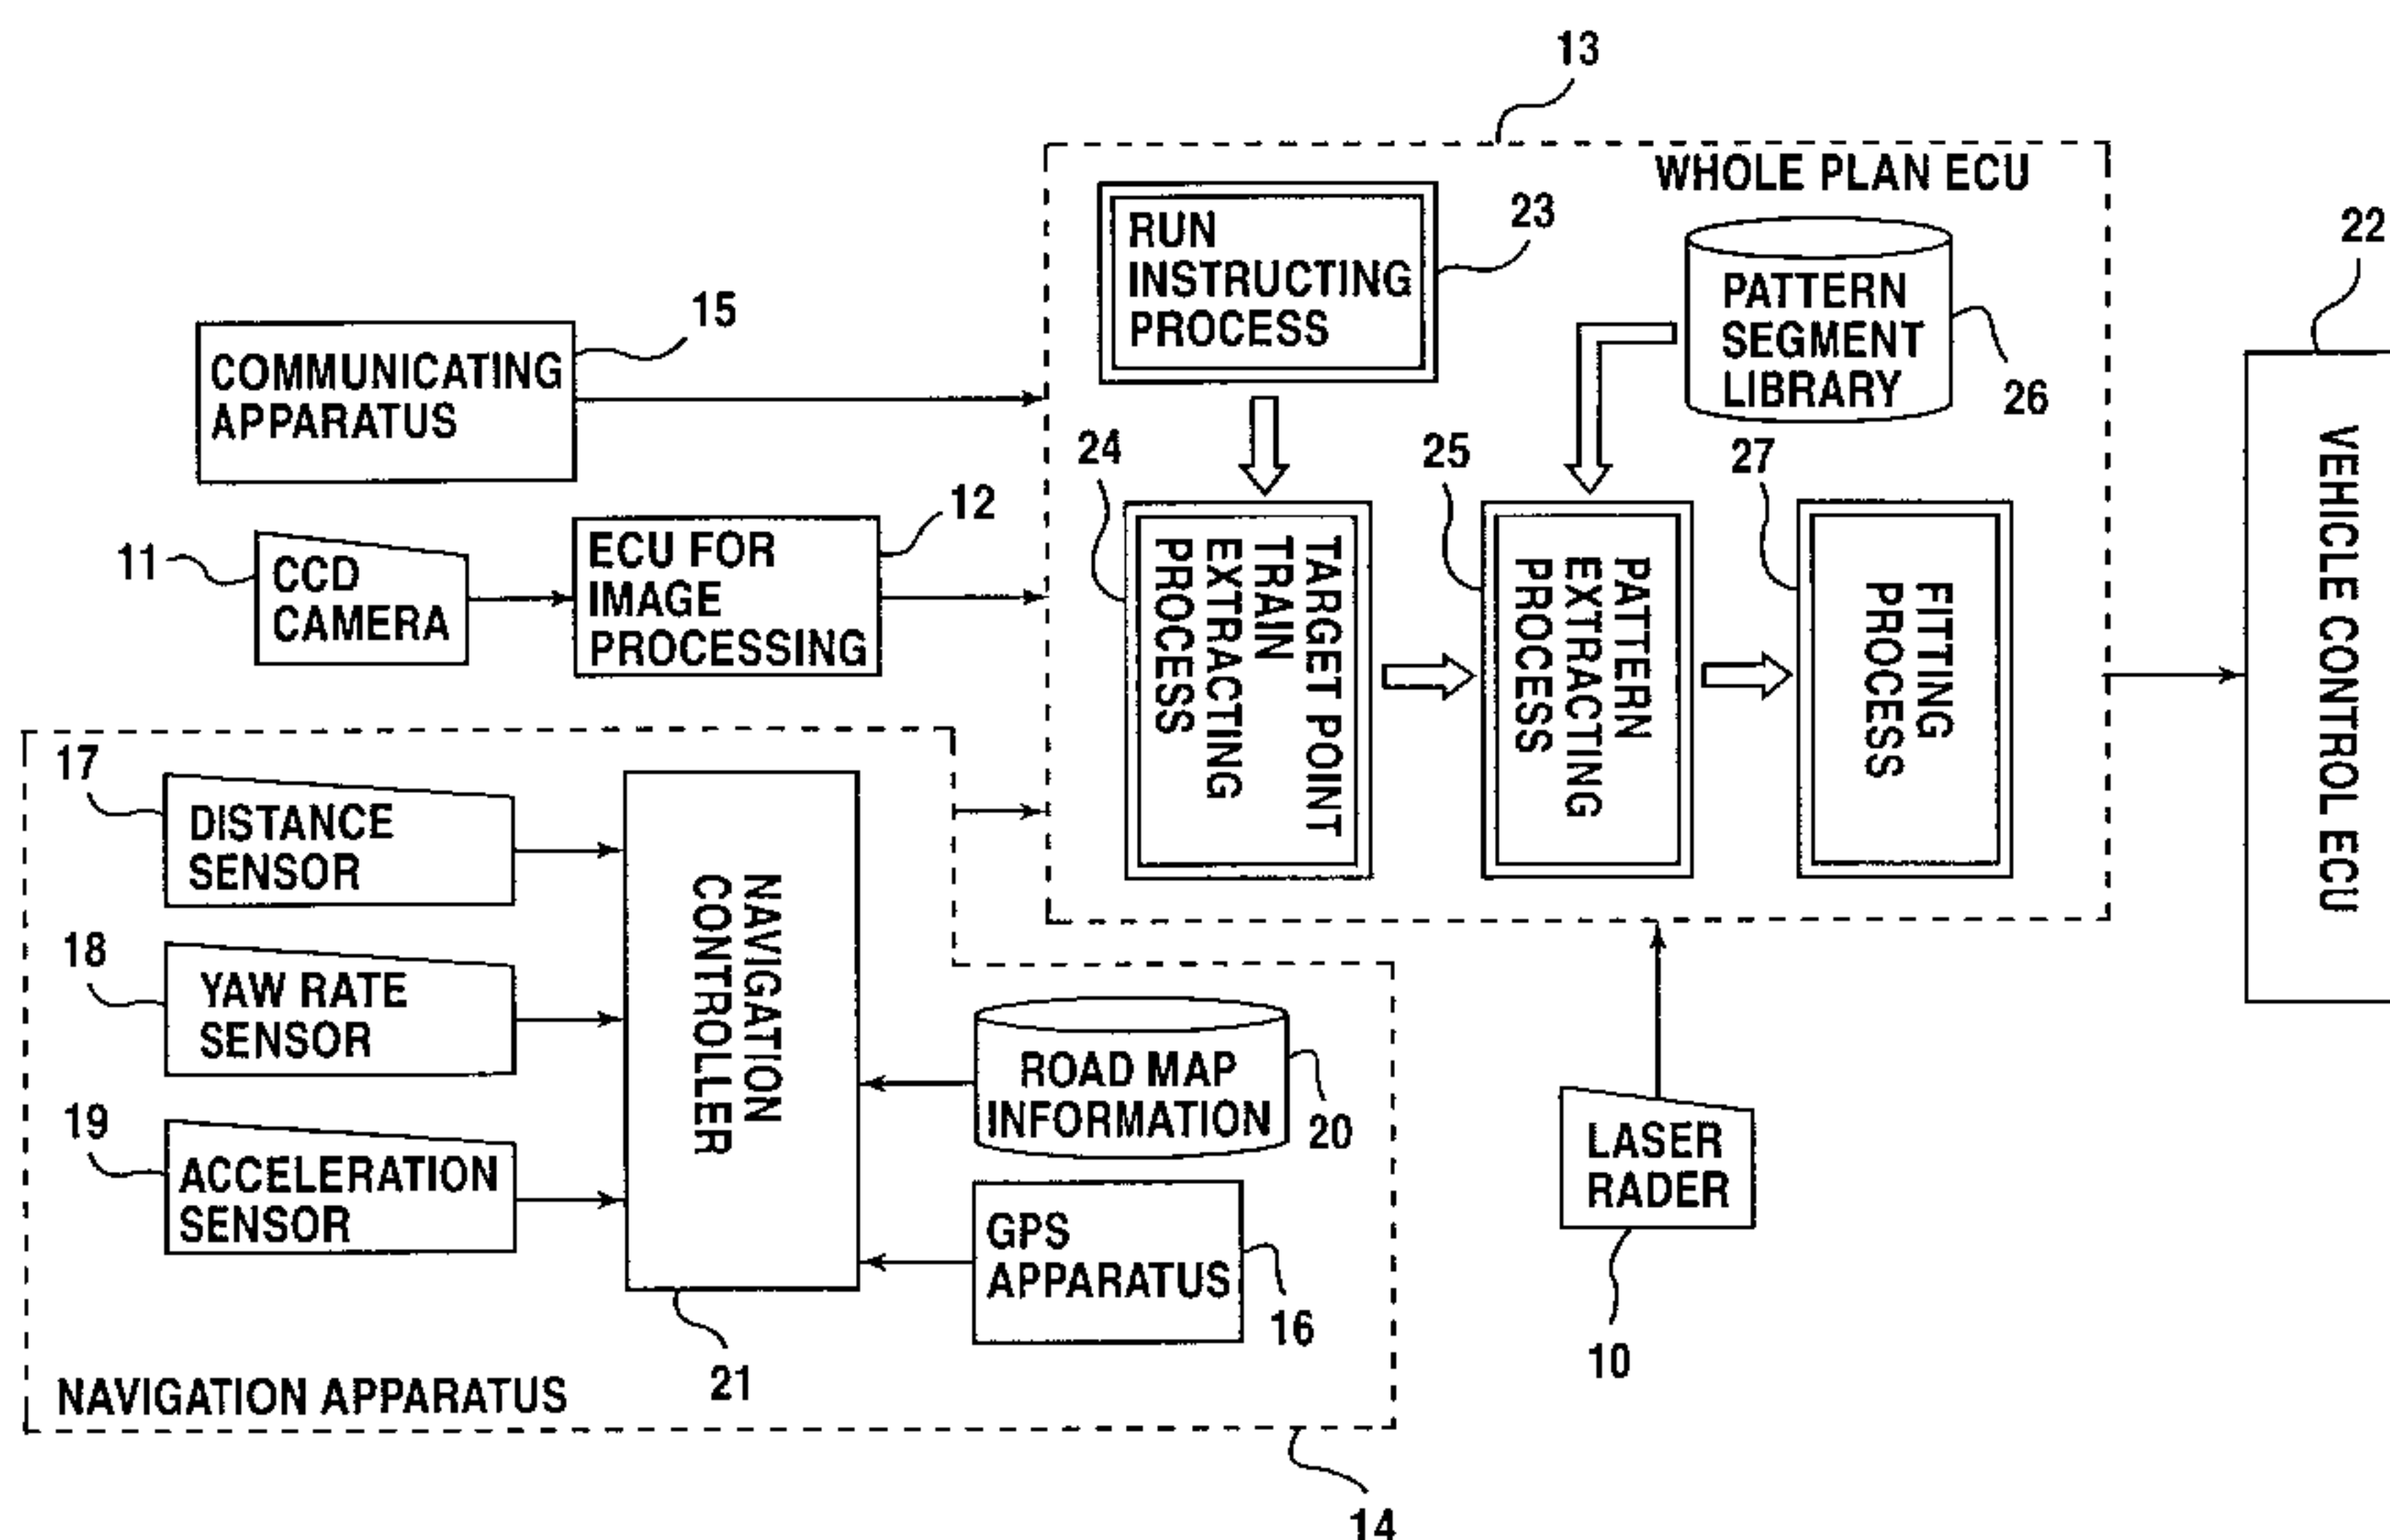 13
WHOLE PLAN ECU
RUN
INSTRUCTING
PROCESS
23
PATTERN
SEGMENT
LIBRARY
26
22
VEHICLE CONTROL ECU
15
COMMUNICATING
APPARATUS
24
TARGET POINT
TRAIN
EXTRACTING
PROCESS
25
PATTERN
EXTRACTING
PROCESS
27
FITTING
PROCESS
11
CCD
CAMERA
12
ECU FOR
IMAGE
PROCESSING
17
DISTANCE
SENSOR
18
YAW RATE
SENSOR
19
ACCELERATION
SENSOR
NAVIGATION
CONTROLLER
21
ROAD MAP
INFORMATION
20
GPS
APPARATUS
16
LASER
RADER
10
NAVIGATION APPARATUS
14